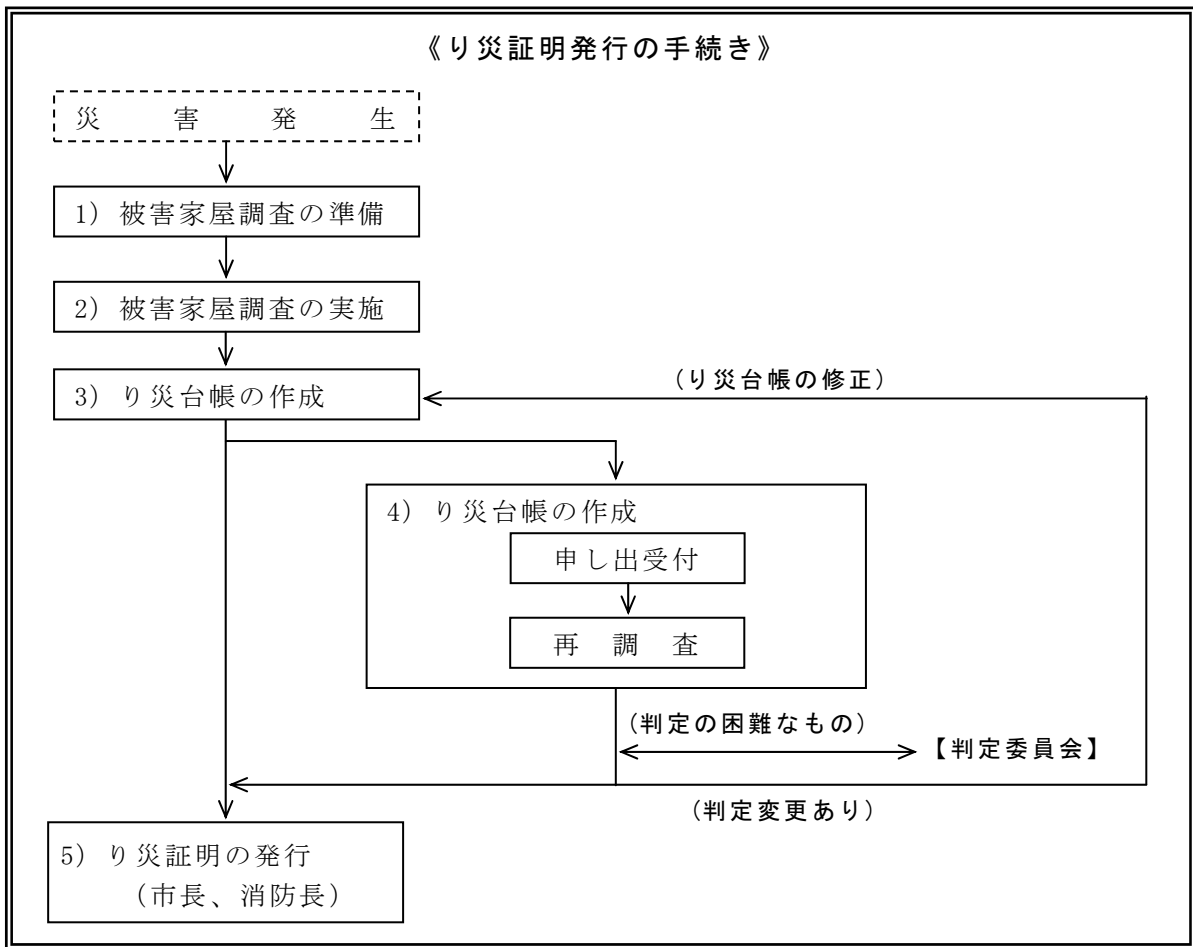 《り災証明発行の手続き》
災害発生
1) 被害家屋調査の準備
2) 被害家屋調査の実施
3) り災台帳の作成
(り災台帳の修正)
4) り災台帳の作成
申し出受付
再調査
(判定の困難なもの)
【判定委員会】
(判定変更あり)
5) り災証明の発行
(市長、消防長)